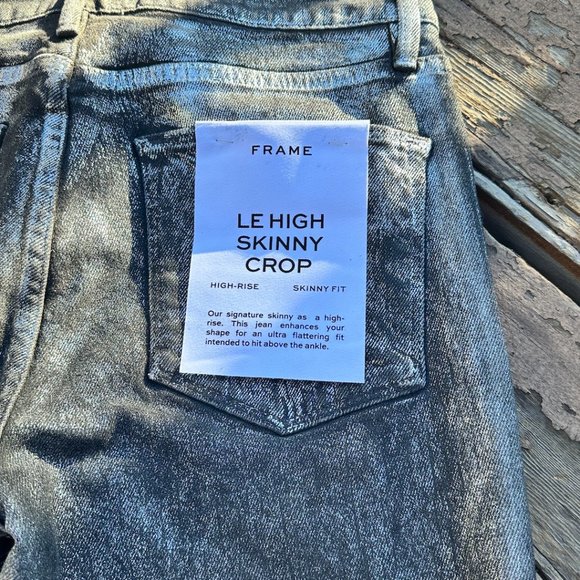 FRAME
LE HIGH
SKINNY
CROP
HIGH-RISE SKINNY FIT
Our signature skinny as a high-
rise. This jean enhances your
shape for an ultra flattering fit
intended to hit above the ankle.